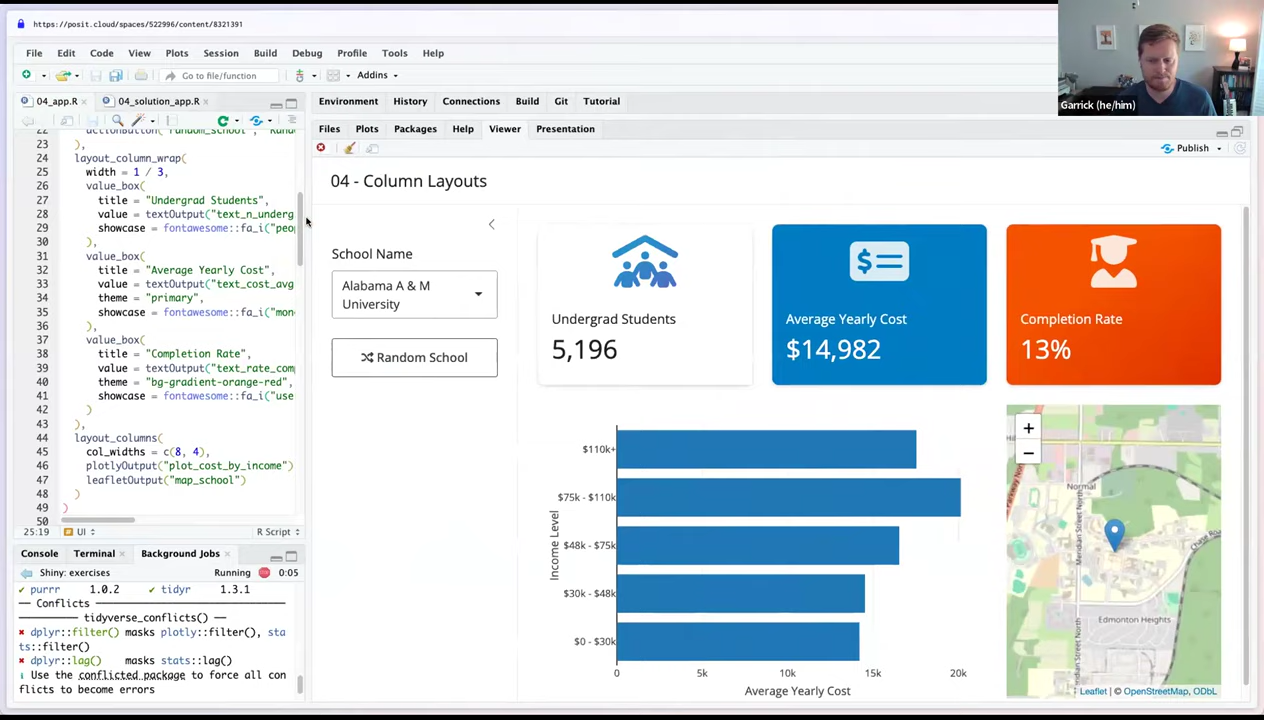 https://posit.cloud/spaces/522996/content/8321391
Garrick (he/him)
File Edit Code View Plots Session Build Debug Profile Tools Help
Go to file/function Addins
04_app.R 04_solution_app.R
23 ),
24 layout_column_wrap(
25 width = 1 / 3,
26 value_box(
27 title = "Undergrad Students",
28 value = textOutput("text_n_underg
29 showcase = fontawesome::fa_i("peo
30 ),
31 value_box(
32 title = "Average Yearly Cost",
33 value = textOutput("text_cost_avg
34 theme = "primary",
35 showcase = fontawesome::fa_i("mon
36 ),
37 value_box(
38 title = "Completion Rate",
39 value = textOutput("text_rate_com
40 theme = "bg-gradient-orange-red",
41 showcase = fontawesome::fa_i("use
42 )
43 ),
44 layout_columns(
45 col_widths = c(8, 4),
46 plotlyOutput("plot_cost_by_income")
47 leafletOutput("map_school")
48 )
49 )
50
25:19 UI R Script
Console Terminal Background Jobs
Shiny: exercises Running 0:05
✔ purrr 1.0.2 ✔ tidyr 1.3.1
── Conflicts ─────────
──────── tidyverse_conflicts() ──
✖ dplyr::filter() masks plotly::filter(), sta
ts::filter()
✖ dplyr::lag() masks stats::lag()
ℹ Use the conflicted package to force all con
flicts to become errors
Environment History Connections Build Git Tutorial
Files Plots Packages Help Viewer Presentation
Publish
04 - Column Layouts
School Name
Alabama A & M
University
Random School
Undergrad Students
5,196
Average Yearly Cost
$14,982
Completion Rate
13%
Income Level
$110k+
$75k - $110k
$48k - $75k
$30k - $48k
$0 - $30k
0 5k 10k 15k 20k
Average Yearly Cost
+
−
Normal
Meridian Street North
Edmonton Heights
Leaflet | © OpenStreetMap, ODbL